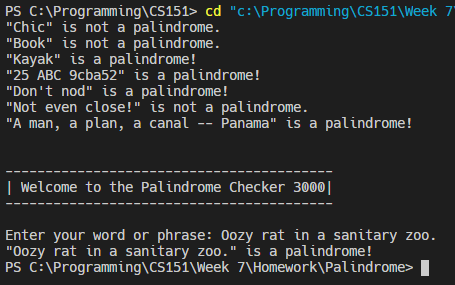 PS C:\Programming\CS151> cd "c:\Programming\CS151\Week 7\
"Chic" is not a palindrome.
"Book" is not a palindrome.
"Kayak" is a palindrome!
"25 ABC 9cba52" is a palindrome!
"Don't nod" is a palindrome!
"Not even close!" is not a palindrome.
"A man, a plan, a canal -- Panama" is a palindrome!
-----------------------------------------
| Welcome to the Palindrome Checker 3000|
-----------------------------------------
Enter your word or phrase: Oozy rat in a sanitary zoo.
"Oozy rat in a sanitary zoo." is a palindrome!
PS C:\Programming\CS151\Week 7\Homework\Palindrome>